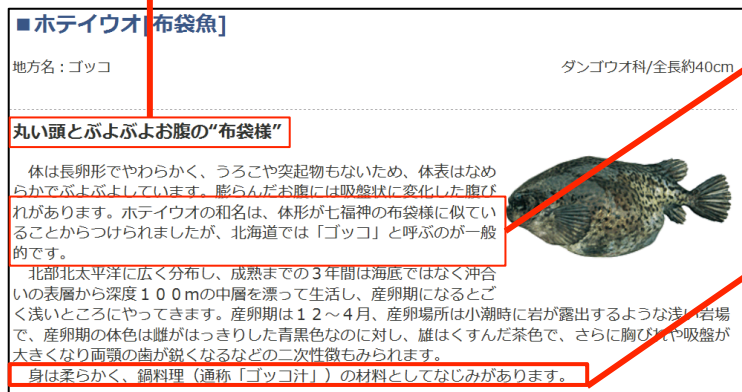 ■ホテイウオ[布袋魚]
地方名：ゴッコ
ダンゴウオ科/全長約40cm
丸い頭とぶよぶよお腹の“布袋様”
体は長卵形でやわらかく、うろこや突起物もないため、体表はなめ
らかでぶよぶよしています。膨らんだお腹には吸盤状に変化した腹び
れがあります。ホテイウオの和名は、体形が七福神の布袋様に似てい
ることからつけられましたが、北海道では「ゴッコ」と呼ぶのが一般
的です。
北部北太平洋に広く分布し、成熟までの３年間は海底ではなく沖合
いの表層から深度１００mの中層を漂って生活し、産卵期になるとご
く浅いところにやってきます。産卵期は１２～４月、産卵場所は小潮時に岩が露出するような浅い岩場
で、産卵期の体色は雌がはっきりした青黒色なのに対し、雄はくすんだ茶色で、さらに胸びれや吸盤が
大きくなり両顎の歯が鋭くなるなどの二次性徴もみられます。
身は柔らかく、鍋料理（通称「ゴッコ汁」）の材料としてなじみがあります。